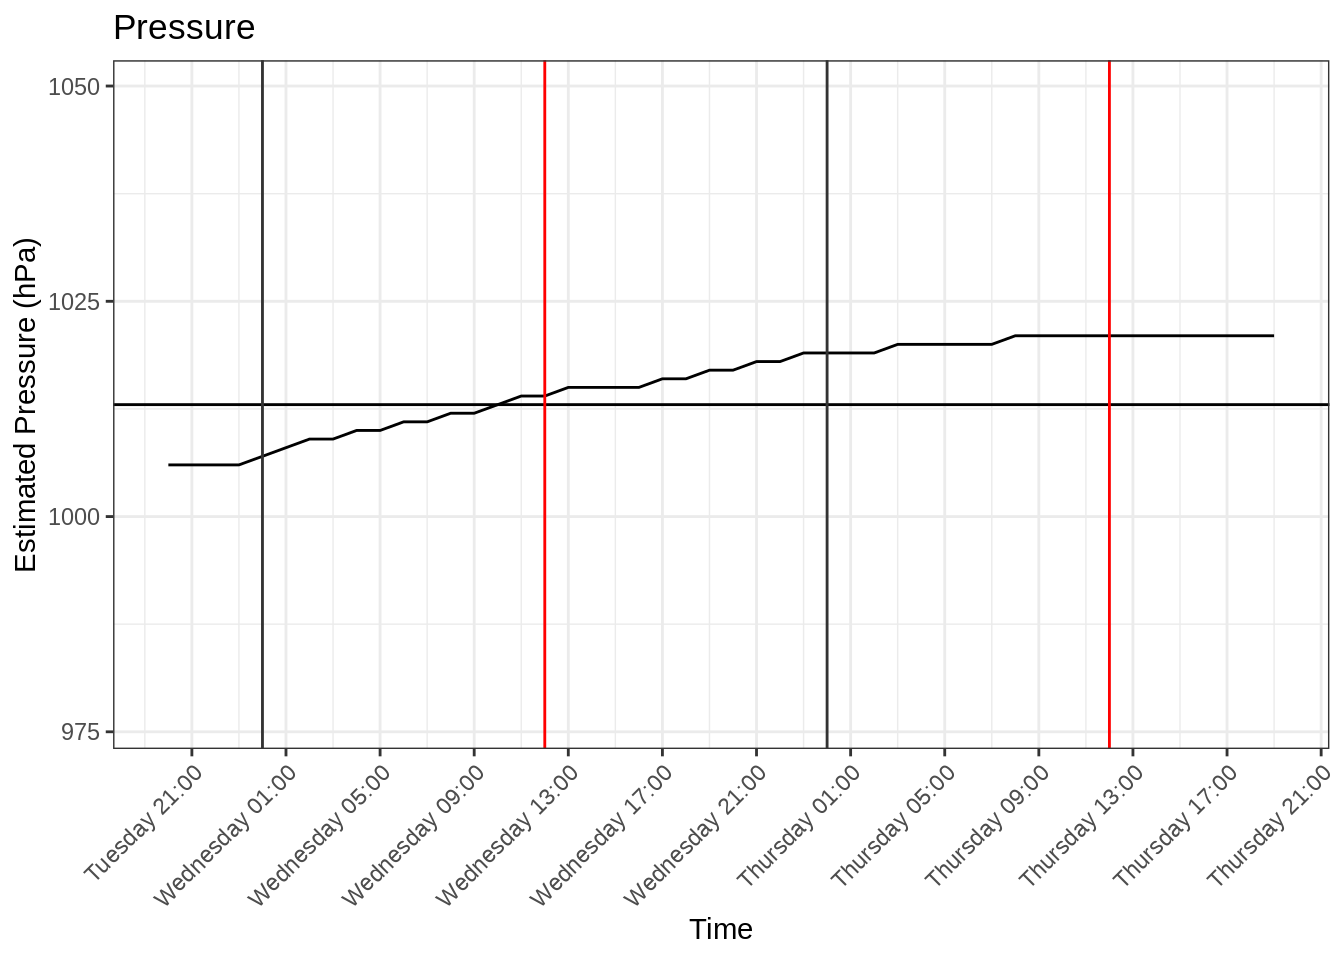 Pressure
Estimated Pressure (hPa)
1050
1025
1000
975
Tuesday 21:00
Wednesday 01:00
Wednesday 05:00
Wednesday 09:00
Wednesday 13:00
Wednesday 17:00
Wednesday 21:00
Thursday 01:00
Thursday 05:00
Thursday 09:00
Thursday 13:00
Thursday 17:00
Thursday 21:00
Time